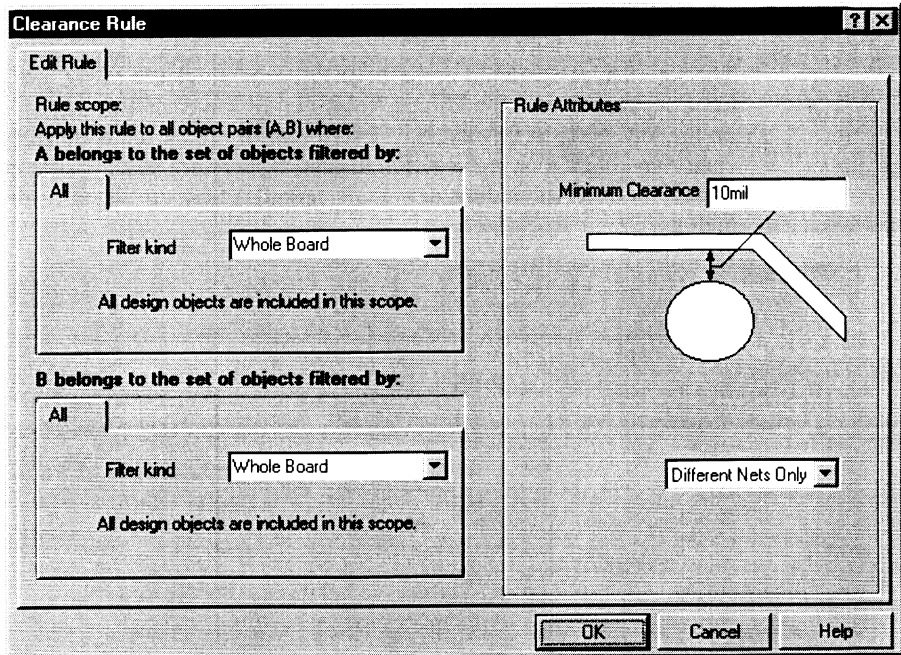 Clearance Rule
? X
Edit Rule
Rule scope:
Apply this rule to all object pairs (A,B) where:
A belongs to the set of objects filtered by:
All
Filter kind
Whole Board
All design objects are included in this scope.
B belongs to the set of objects filtered by:
All
Filter kind
Whole Board
All design objects are included in this scope.
Rule Attributes
Minimum Clearance
10mil
Different Nets Only
OK
Cancel
Help